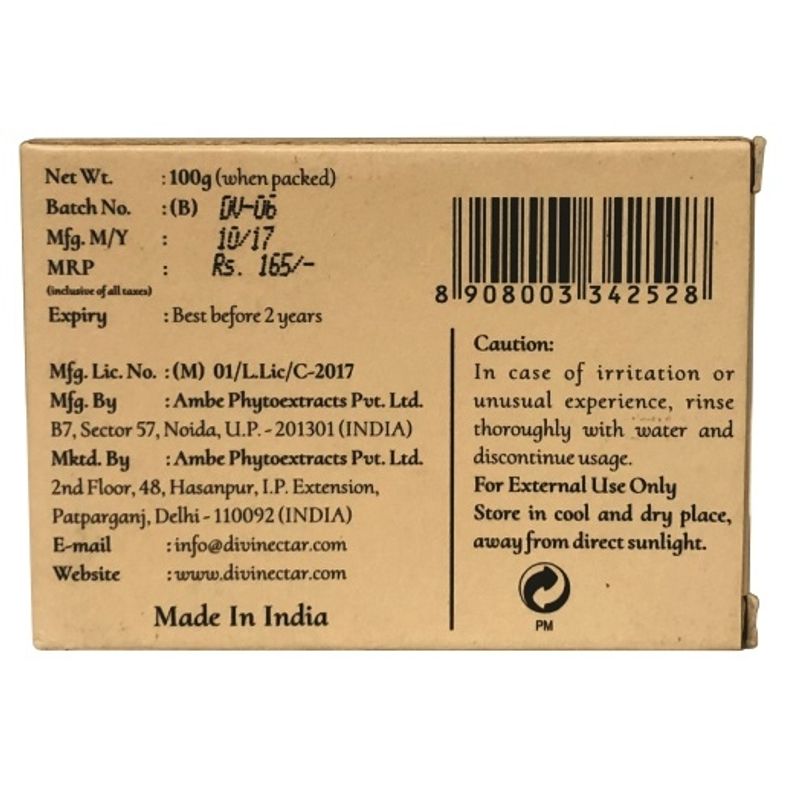 Net Wt. : 100g (when packed)
Batch No. : (B) DV-06
Mfg. M/Y : 10/17
MRP : Rs. 165/-
(inclusive of all taxes)
Expiry : Best before 2 years
Mfg. Lic. No. : (M) 01/L.Lic/C-2017
Mfg. By : Ambe Phytoextracts Pvt. Ltd.
B7, Sector 57, Noida, U.P. - 201301 (INDIA)
Mktd. By : Ambe Phytoextracts Pvt. Ltd.
2nd Floor, 48, Hasanpur, I.P. Extension,
Patparganj, Delhi - 110092 (INDIA)
E-mail : info@divinectar.com
Website : www.divinectar.com
Made In India
8 908003 342528
Caution:
In case of irritation or
unusual experience, rinse
thoroughly with water and
discontinue usage.
For External Use Only
Store in cool and dry place,
away from direct sunlight.
PM